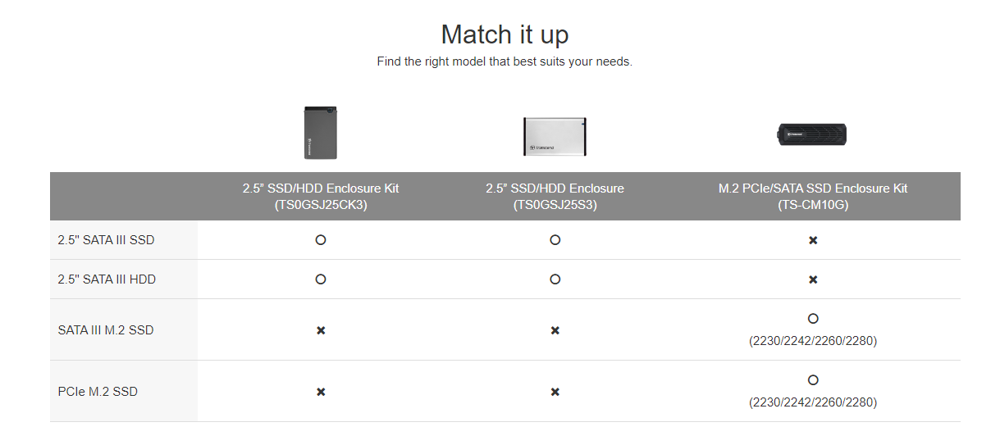 Match it up
Find the right model that best suits your needs.
2.5” SSD/HDD Enclosure Kit
(TS0GSJ25CK3)
2.5” SSD/HDD Enclosure
(TS0GSJ25S3)
M.2 PCIe/SATA SSD Enclosure Kit
(TS-CM10G)
2.5" SATA III SSD
2.5" SATA III HDD
SATA III M.2 SSD
(2230/2242/2260/2280)
PCIe M.2 SSD
(2230/2242/2260/2280)